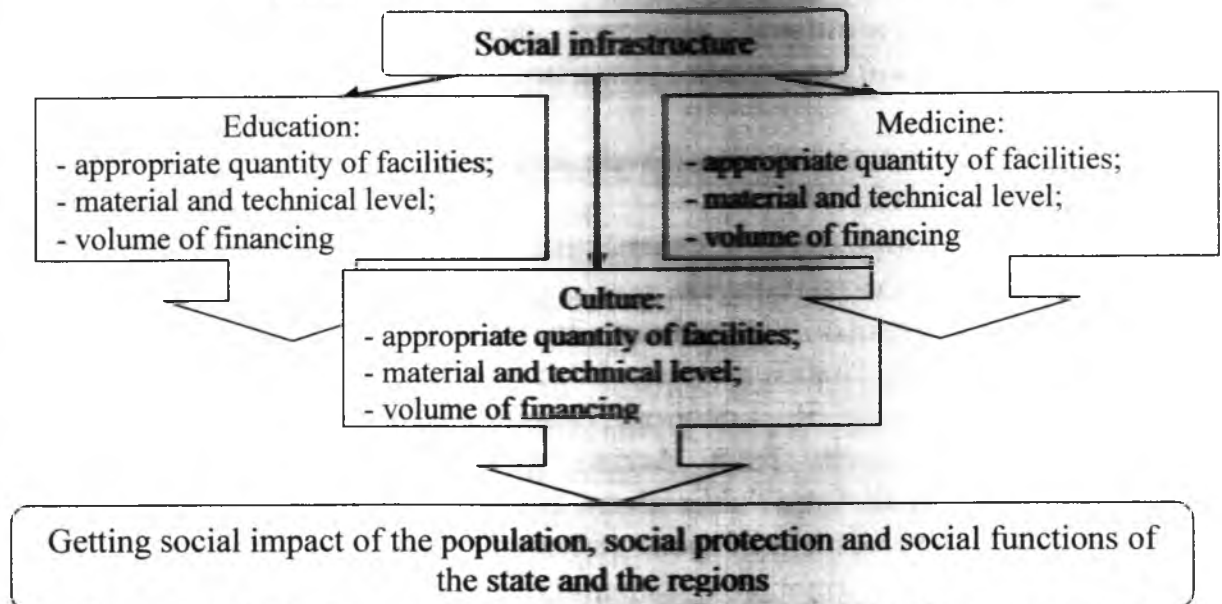 Social infrastructure
Education:
- appropriate quantity of facilities;
- material and technical level;
- volume of financing
Medicine:
- appropriate quantity of facilities;
- material and technical level;
- volume of financing
Culture:
- appropriate quantity of facilities;
- material and technical level;
- volume of financing
Getting social impact of the population, social protection and social functions of
the state and the regions